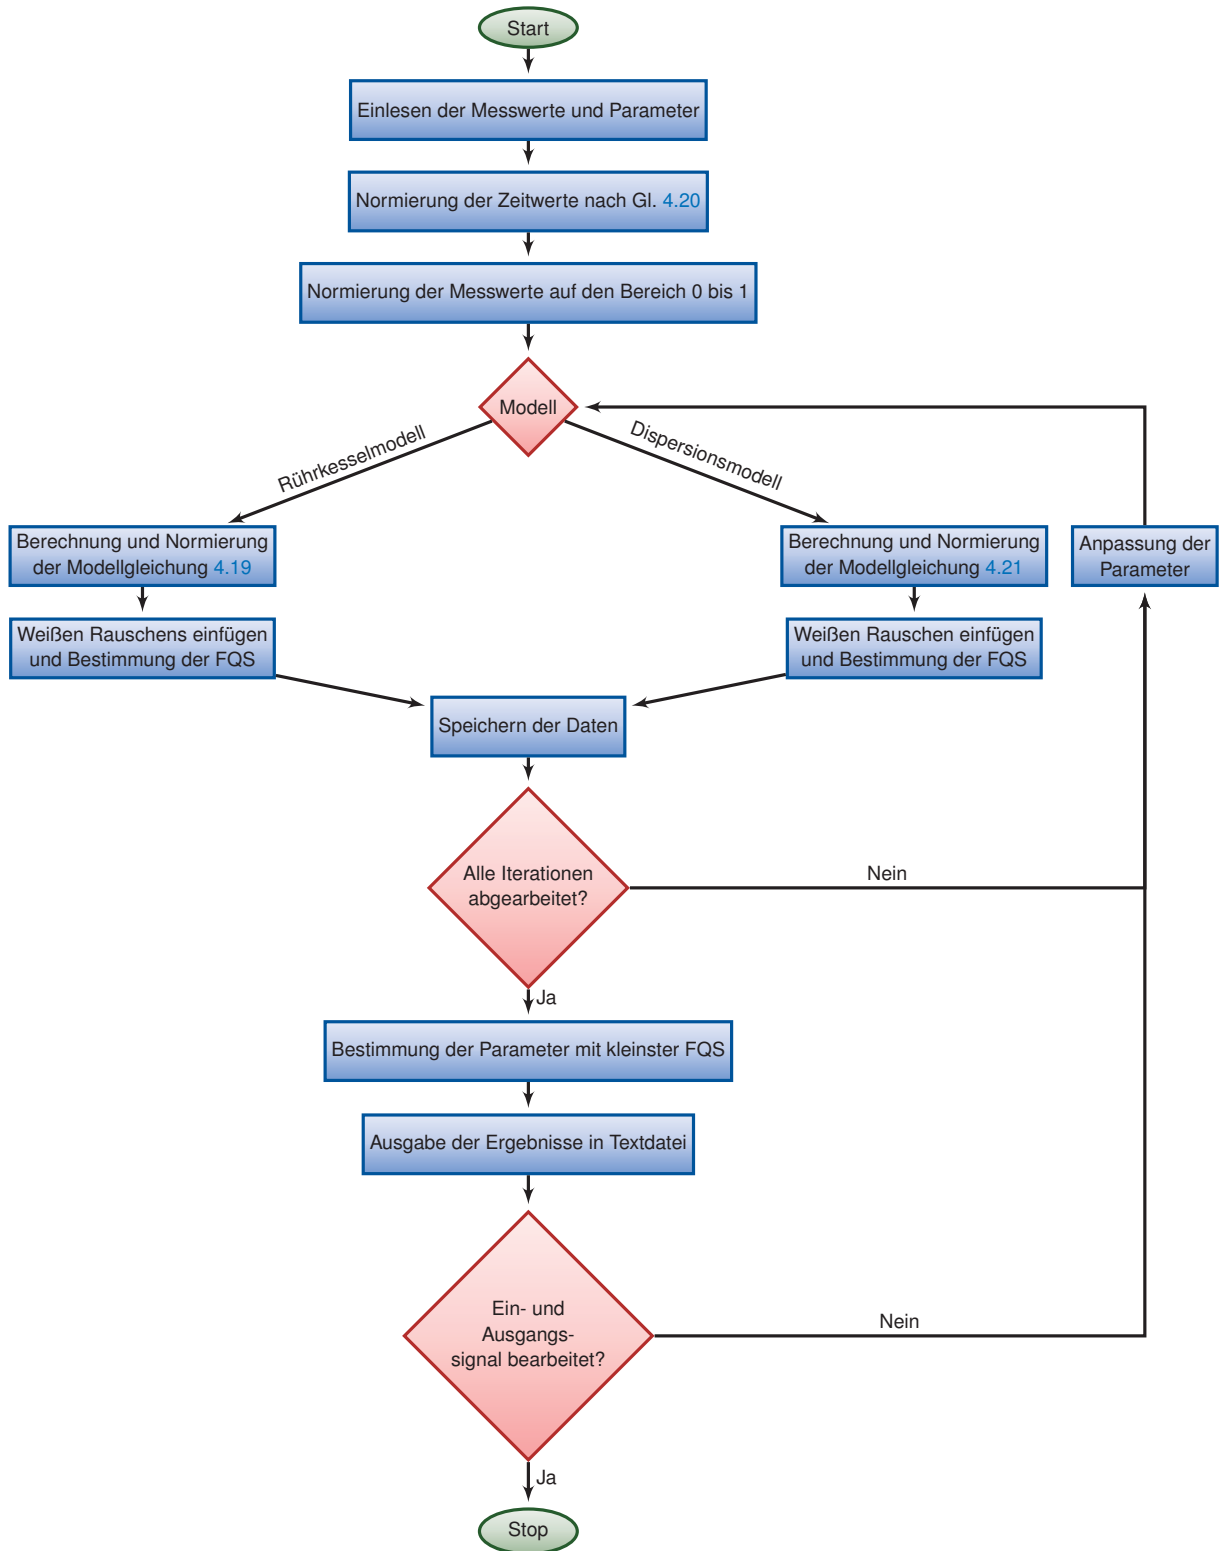 Start
Einlesen der Messwerte und Parameter
Normierung der Zeitwerte nach Gl. 4.20
Normierung der Messwerte auf den Bereich 0 bis 1
Modell
Rührkesselmodell
Dispersionsmodell
Berechnung und Normierung
der Modellgleichung 4.19
Berechnung und Normierung
der Modellgleichung 4.21
Anpassung der
Parameter
Weißen Rauschens einfügen
und Bestimmung der FQS
Weißen Rauschen einfügen
und Bestimmung der FQS
Speichern der Daten
Alle Iterationen
abgearbeitet?
Nein
Ja
Bestimmung der Parameter mit kleinster FQS
Ausgabe der Ergebnisse in Textdatei
Ein- und
Ausgangs-
signal bearbeitet?
Nein
Ja
Stop